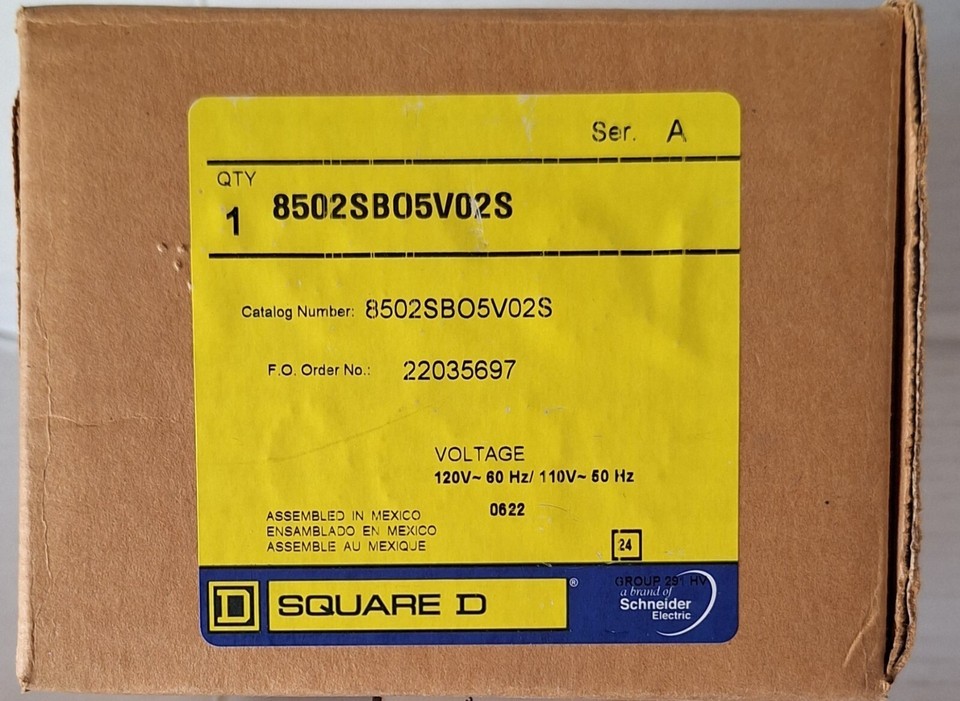 Ser. A
QTY
1 8502SBO5V02S
Catalog Number: 8502SBO5V02S
F.O. Order No.: 22035697
VOLTAGE
120V~ 60 Hz/ 110V~ 50 Hz
0622
ASSEMBLED IN MEXICO
ENSAMBLADO EN MEXICO
ASSEMBLE AU MEXIQUE
24
GROUP 291 HV
D SQUARE D ®
a brand of
Schneider
Electric